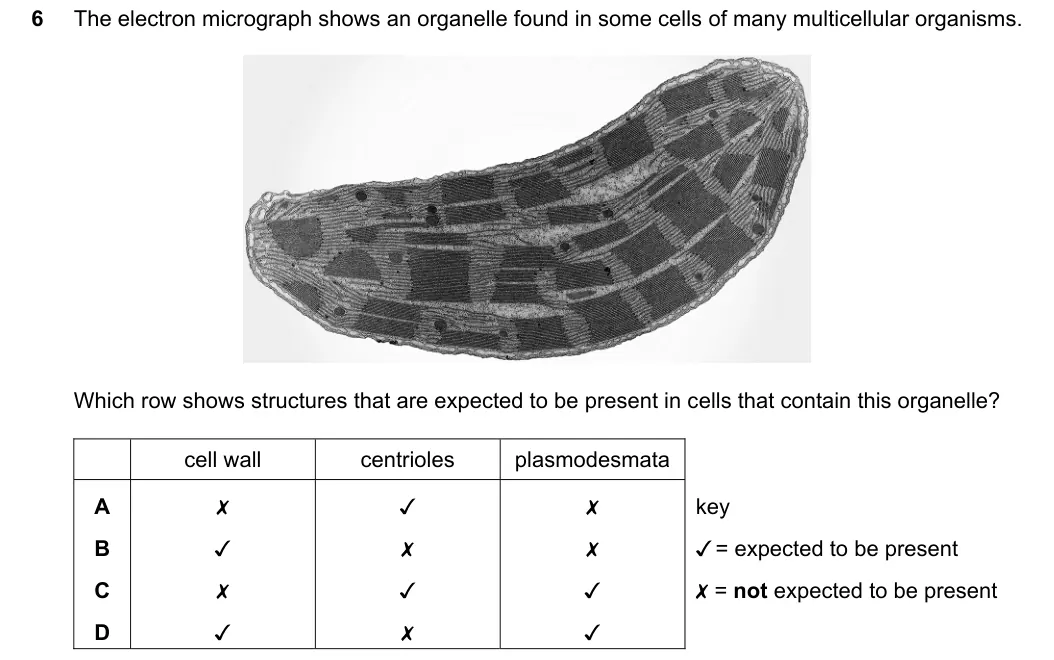 6 The electron micrograph shows an organelle found in some cells of many multicellular organisms.
Which row shows structures that are expected to be present in cells that contain this organelle?
cell wall centrioles plasmodesmata
A ✗ ✓ ✗ key
B ✓ ✗ ✗ ✓ = expected to be present
C ✗ ✓ ✓ ✗ = not expected to be present
D ✓ ✗ ✓